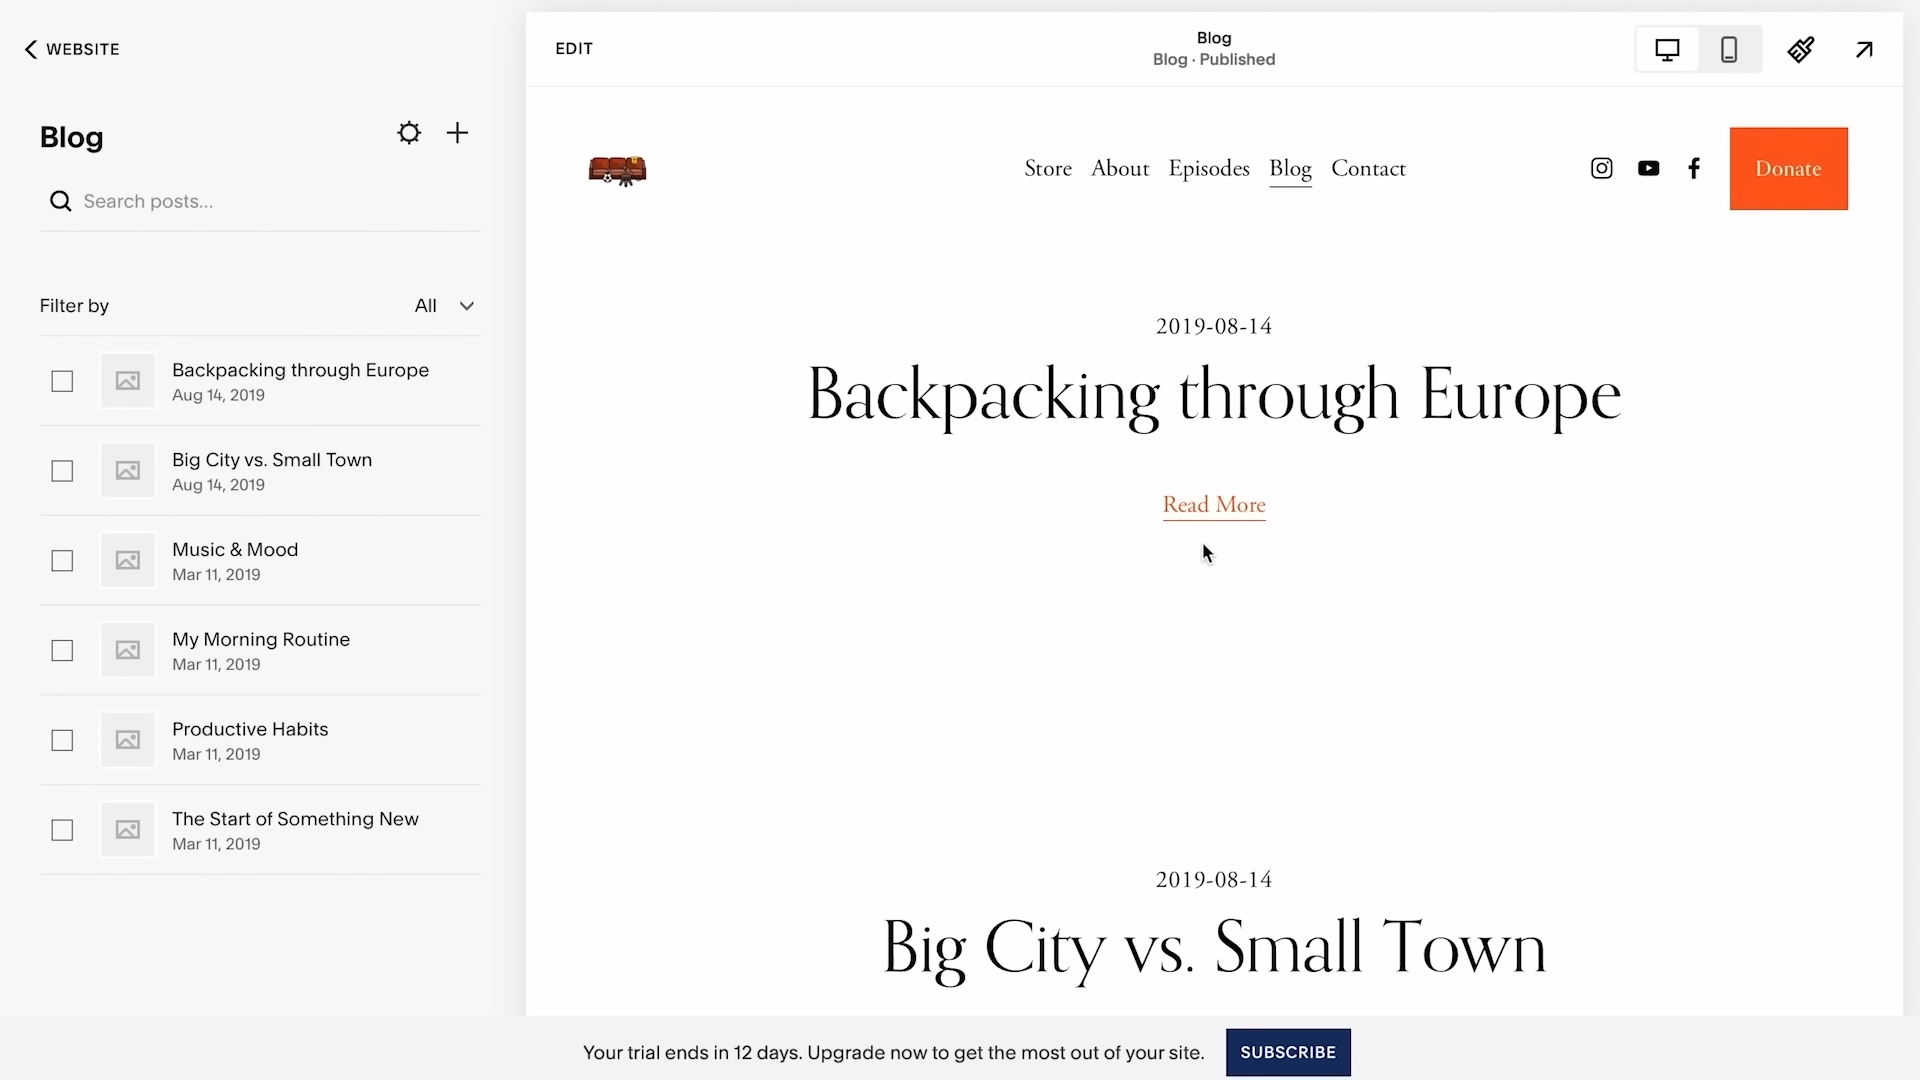 WEBSITE
Blog
Search posts...
Filter by All
Backpacking through Europe
Aug 14, 2019
Big City vs. Small Town
Aug 14, 2019
Music & Mood
Mar 11, 2019
My Morning Routine
Mar 11, 2019
Productive Habits
Mar 11, 2019
The Start of Something New
Mar 11, 2019
EDIT
Blog
Blog · Published
Store About Episodes Blog Contact
Donate
2019-08-14
Backpacking through Europe
Read More
2019-08-14
Big City vs. Small Town
Your trial ends in 12 days. Upgrade now to get the most out of your site.
SUBSCRIBE